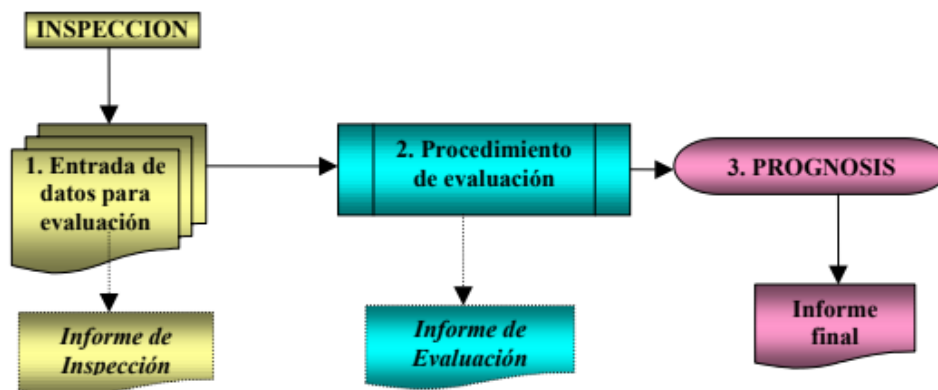 INSPECCION
1. Entrada de
datos para
evaluación
2. Procedimiento
de evaluación
3. PROGNOSIS
Informe de
Inspección
Informe de
Evaluación
Informe
final